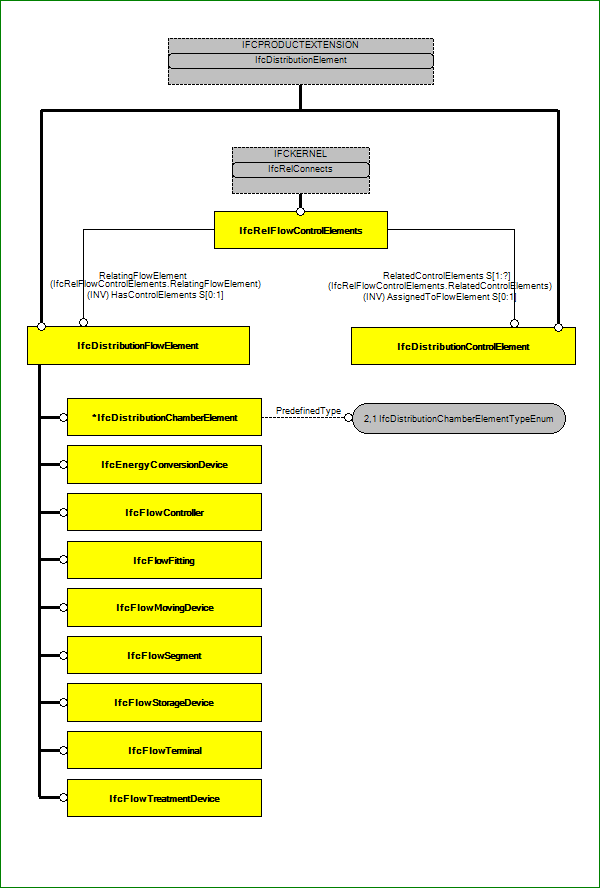 IFCPRODUCTEXTENSION
IfcDistributionElement
IFCKERNEL
IfcRelConnects
IfcRelFlowControlElements
RelatingFlowElement
(IfcRelFlowControlElements.RelatingFlowElement)
(INV) HasControlElements S[0:1]
RelatedControlElements S[1:?]
(IfcRelFlowControlElements.RelatedControlElements)
(INV) AssignedToFlowElement S[0:1]
IfcDistributionFlowElement
IfcDistributionControlElement
*IfcDistributionChamberElement
PredefinedType
2,1 IfcDistributionChamberElementTypeEnum
IfcEnergyConversionDevice
IfcFlowController
IfcFlowFitting
IfcFlowMovingDevice
IfcFlowSegment
IfcFlowStorageDevice
IfcFlowTerminal
IfcFlowTreatmentDevice